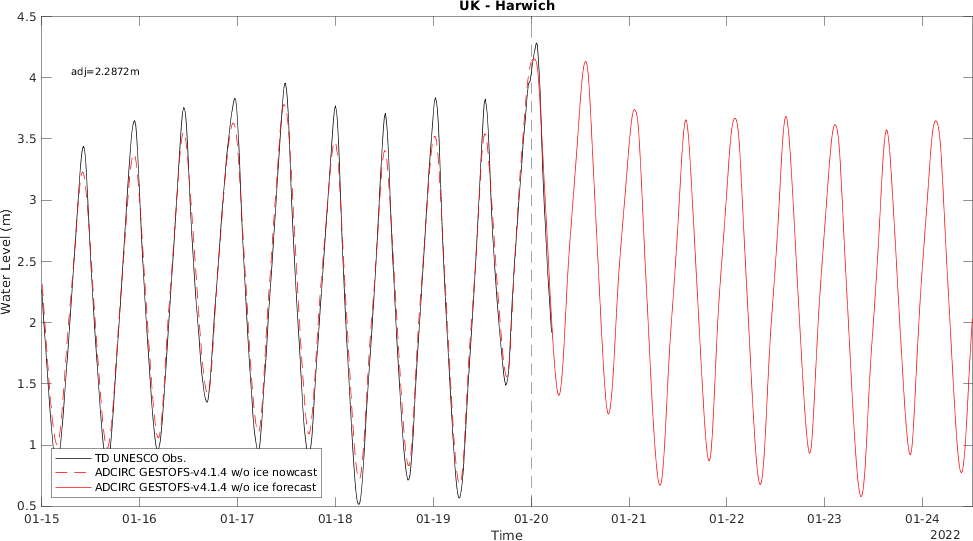 UK - Harwich
4.5
adj=2.2872m
4
3.5
3
2.5
2
1.5
1
0.5
Water Level (m)
TD UNESCO Obs.
ADCIRC GESTOFS-v4.1.4 w/o ice nowcast
ADCIRC GESTOFS-v4.1.4 w/o ice forecast
01-15 01-16 01-17 01-18 01-19 01-20 01-21 01-22 01-23 01-24
Time
2022